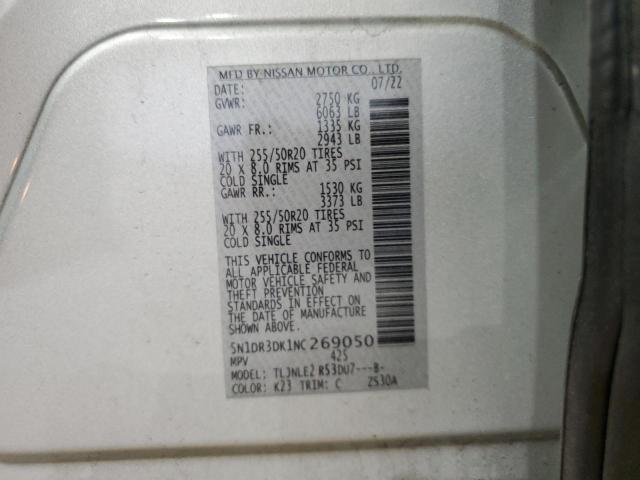 MFD BY NISSAN MOTOR CO., LTD.
DATE: 07/22
GVWR: 2750 KG
6063 LB
GAWR FR.: 1335 KG
2943 LB
WITH 255/50R20 TIRES
20 X 8.0 RIMS AT 35 PSI
COLD SINGLE
GAWR RR.: 1530 KG
3373 LB
WITH 255/50R20 TIRES
20 X 8.0 RIMS AT 35 PSI
COLD SINGLE
THIS VEHICLE CONFORMS TO
ALL APPLICABLE FEDERAL
MOTOR VEHICLE SAFETY AND
THEFT PREVENTION
STANDARDS IN EFFECT ON
THE DATE OF MANUFACTURE
5N1DR3DK1NC269050
MPV 425
MODEL: TLJNLE2 R53DU7---B-
COLOR: K23 TRIM: C ZS30A